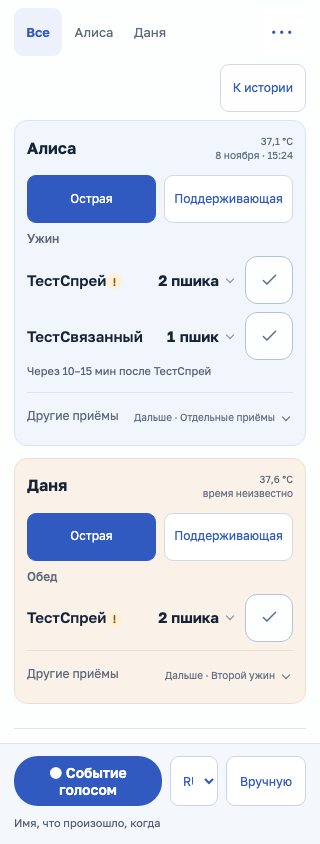 Все Алиса Даня
К истории
Алиса
37,1 °C
8 ноября · 15:24
Острая Поддерживающая
Ужин
ТестСпрей ! 2 пшика
ТестСвязанный 1 пшик
Через 10–15 мин после ТестСпрей
Другие приёмы Дальше · Отдельные приёмы
Даня
37,6 °C
время неизвестно
Острая Поддерживающая
Обед
ТестСпрей ! 2 пшика
Другие приёмы Дальше · Второй ужин
Событие
голосом
Вручную
Имя, что произошло, когда